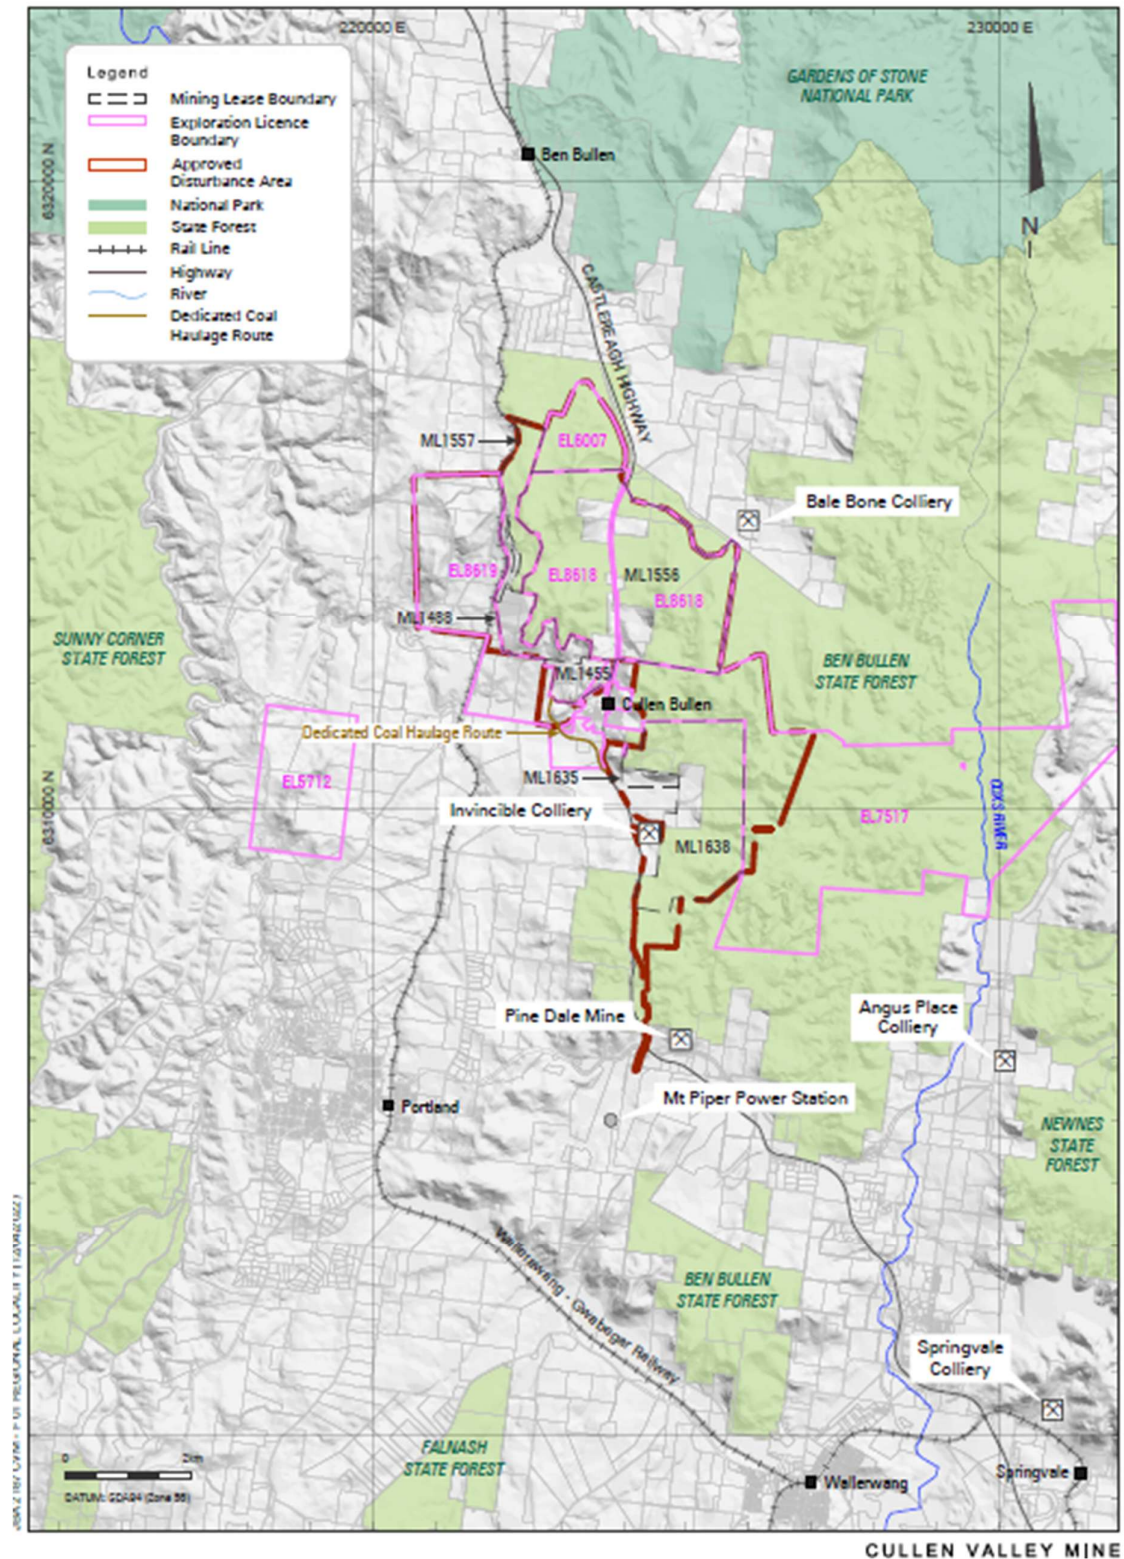 220000 E
230000 E
Legend
Mining Lease Boundary
Exploration Licence
Boundary
Approved
Disturbance Area
National Park
State Forest
Rail Line
Highway
River
Dedicated Coal
Haulage Route
GARDENS OF STONE
NATIONAL PARK
Ben Bullen
6320000 N
N
CASTLEREAGH HIGHWAY
ML1557
EL6007
Bale Bone Colliery
EL8619
EL8618
ML1556
EL8618
ML1488
SUNNY CORNER
STATE FOREST
BEN BULLEN
STATE FOREST
ML1455
Cullen Bullen
Dedicated Coal Haulage Route
EL5712
ML1635
6310000 N
Invincible Colliery
COXS RIVER
EL7517
ML1638
Pine Dale Mine
Angus Place
Colliery
Mt Piper Power Station
Portland
NEWNES
STATE
FOREST
Wallerawang - Gwabegar Railway
BEN BULLEN
STATE FOREST
Springvale
Colliery
FALNASH
STATE FOREST
0 2km
DATUM: GDA94 (Zone 56)
Wallerwang
Springvale
CULLEN VALLEY MINE